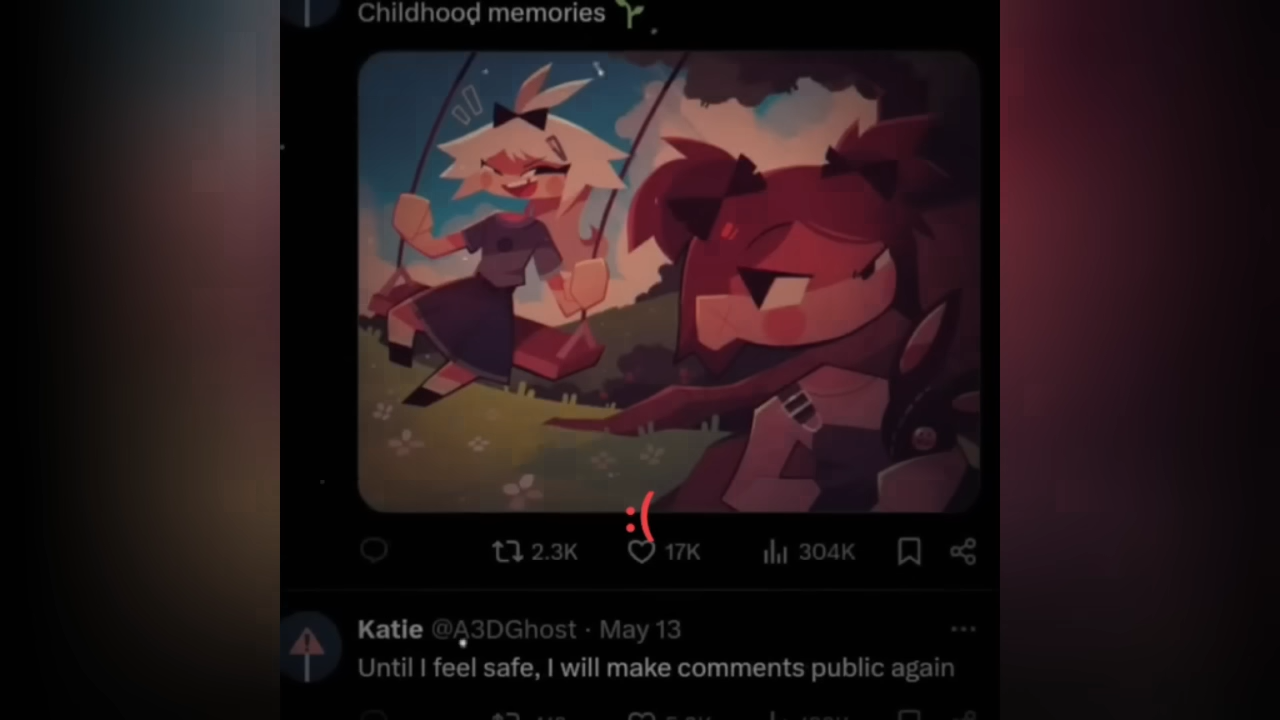 Childhood memories
:(
2.3K 17K 304K
Katie @A3DGhost · May 13
Until I feel safe, I will make comments public again